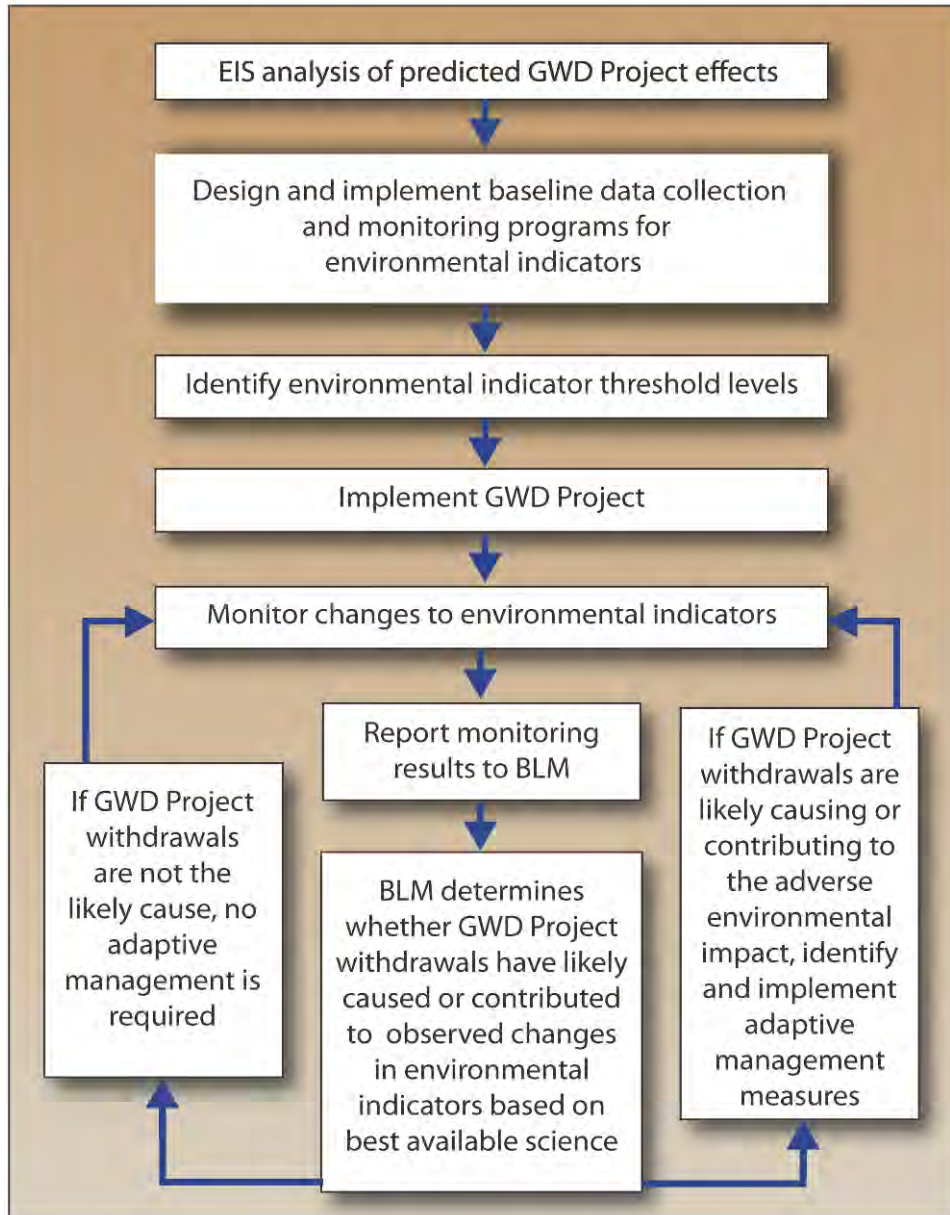 EIS analysis of predicted GWD Project effects
Design and implement baseline data collection
and monitoring programs for
environmental indicators
Identify environmental indicator threshold levels
Implement GWD Project
Monitor changes to environmental indicators
Report monitoring
results to BLM
BLM determines
whether GWD Project
withdrawals have likely
caused or contributed
to observed changes
in environmental
indicators based on
best available science
If GWD Project
withdrawals
are not the
likely cause, no
adaptive
management is
required
If GWD Project
withdrawals are
likely causing or
contributing to
the adverse
environmental
impact, identify
and implement
adaptive
management
measures